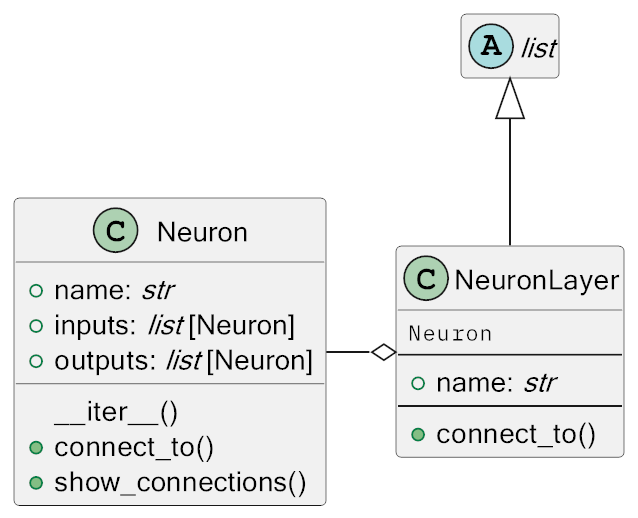 A list
C Neuron
name: str
inputs: list [Neuron]
outputs: list [Neuron]
__iter__()
connect_to()
show_connections()
C NeuronLayer
Neuron
name: str
connect_to()